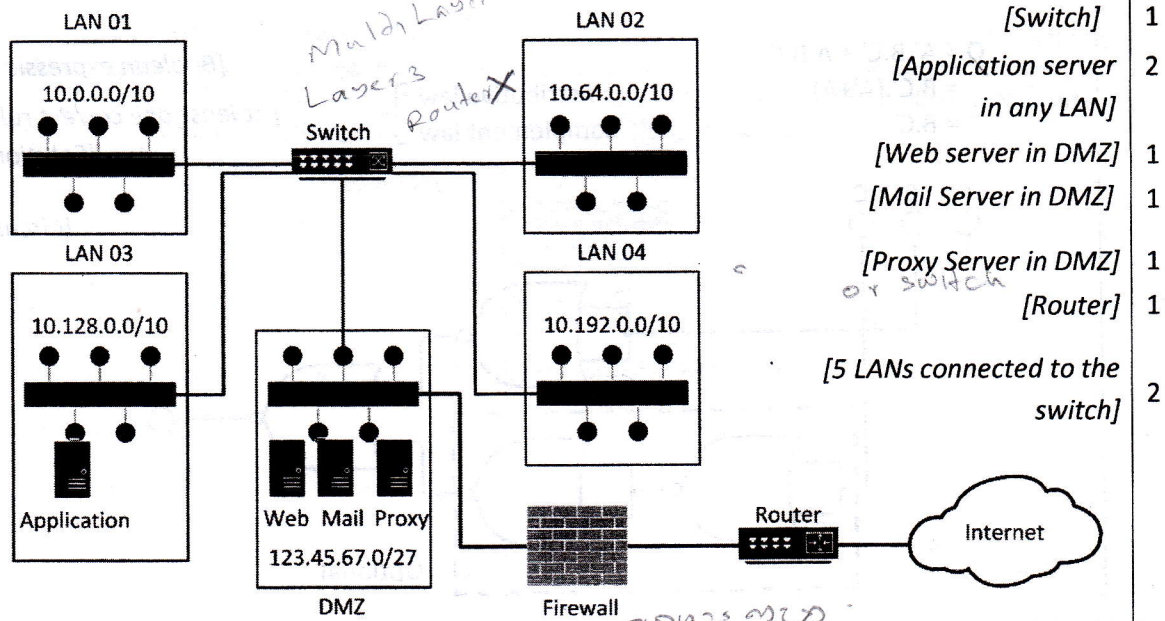 LAN 01
Multi Layer
LAN 02
[Switch] 1
[Application server 2
in any LAN]
10.0.0.0/10
Layer3
Router X
10.64.0.0/10
Switch
[Web server in DMZ] 1
[Mail Server in DMZ] 1
LAN 03
LAN 04
[Proxy Server in DMZ] 1
or switch
[Router] 1
10.128.0.0/10
10.192.0.0/10
[5 LANs connected to the
switch] 2
Application
Web Mail Proxy
123.45.67.0/27
DMZ
Firewall
Router
Internet